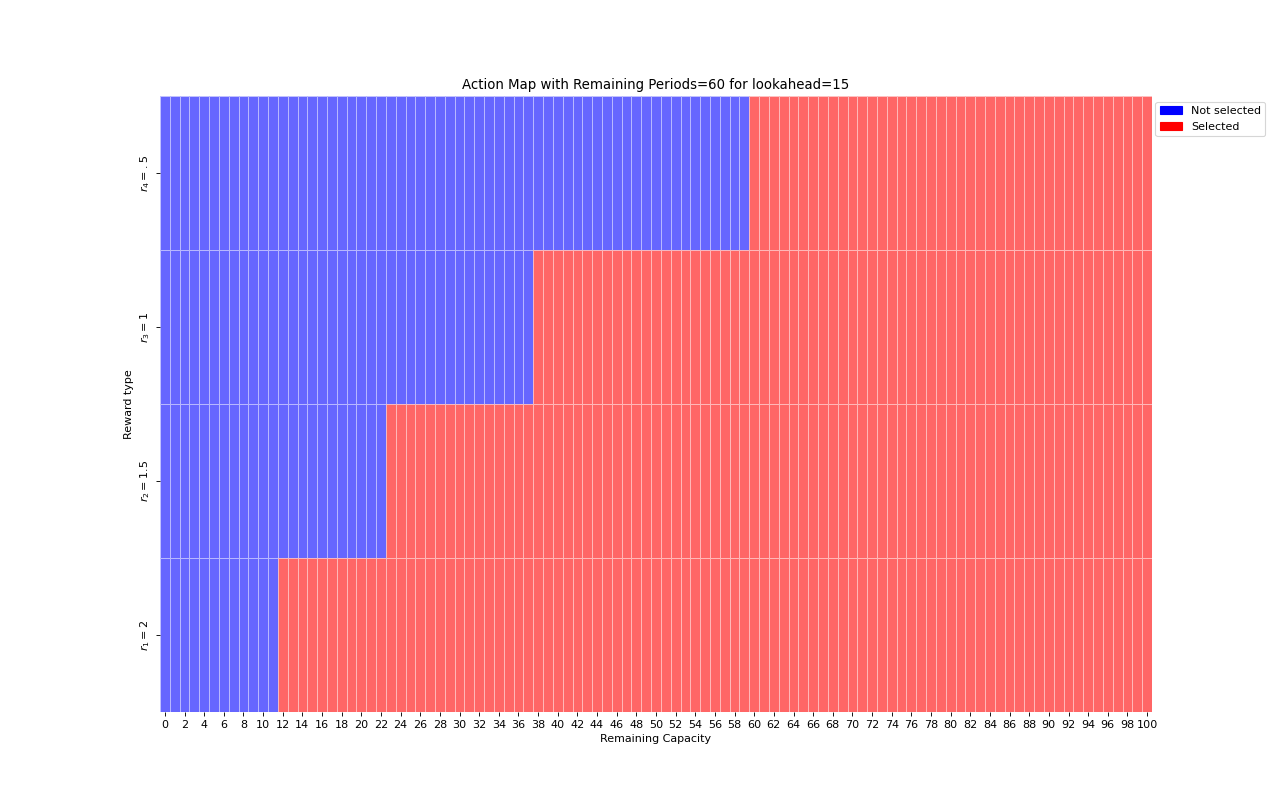 Action Map with Remaining Periods=60 for lookahead=15
Not selected
Selected
r₄ = .5
r₃ = 1
r₂ = 1.5
r₁ = 2
Reward type
0 2 4 6 8 10 12 14 16 18 20 22 24 26 28 30 32 34 36 38 40 42 44 46 48 50 52 54 56 58 60 62 64 66 68 70 72 74 76 78 80 82 84 86 88 90 92 94 96 98 100
Remaining Capacity